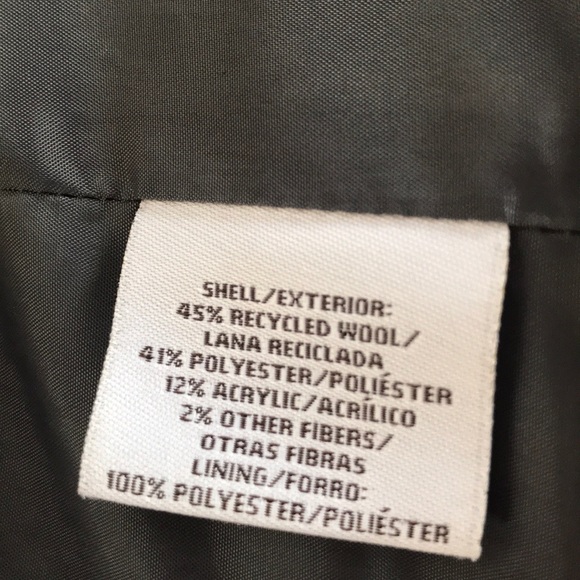 SHELL/EXTERIOR:
45% RECYCLED WOOL/
LANA RECICLADA
41% POLYESTER/POLIÉSTER
12% ACRYLIC/ACRÍLICO
2% OTHER FIBERS/
OTRAS FIBRAS
LINING/FORRO:
100% POLYESTER/POLIÉSTER